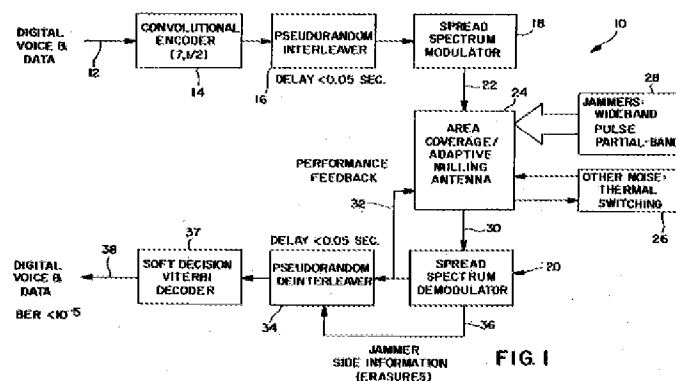 DIGITAL
VOICE &
DATA
12
CONVOLUTIONAL
ENCODER
(7,1/2)
14
PSEUDORANDOM
INTERLEAVER
16
DELAY <0.05 SEC.
SPREAD
SPECTRUM
MODULATOR
18
10
22
24
AREA
COVERAGE/
ADAPTIVE
NULLING
ANTENNA
28
JAMMERS:
WIDEBAND
PULSE
PARTIAL-BAND
OTHER NOISE:
THERMAL
SWITCHING
26
PERFORMANCE
FEEDBACK
32
30
DIGITAL
VOICE &
DATA
BER <10-5
38
37
SOFT DECISION
VITERBI
DECODER
DELAY <0.05 SEC.
PSEUDORANDOM
DEINTERLEAVER
34
SPREAD
SPECTRUM
DEMODULATOR
20
36
JAMMER
SIDE INFORMATION
(ERASURES)
FIG. 1